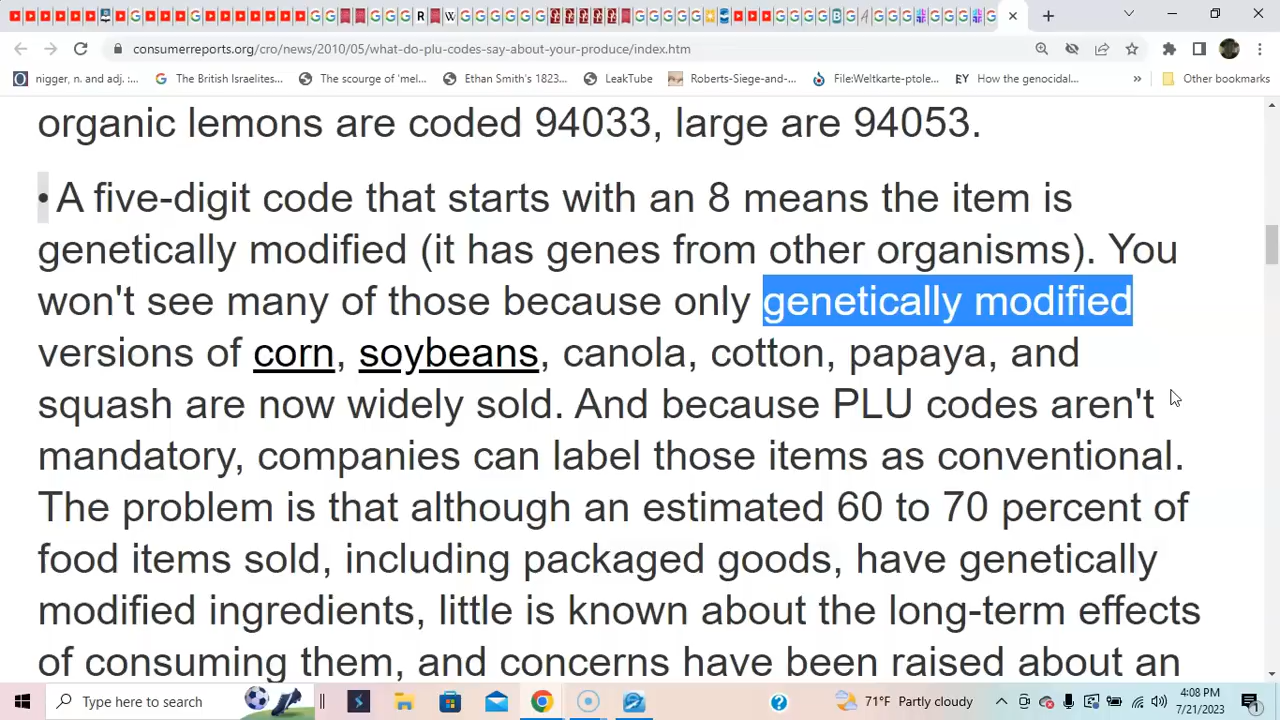 consumerreports.org/cro/news/2010/05/what-do-plu-codes-say-about-your-produce/index.htm
nigger, n. and adj. :... The British Israelites... The scourge of 'mel... Ethan Smith's 1823... LeakTube Roberts-Siege-and-... File:Weltkarte-ptole... EY How the genocidal... » Other bookmarks
organic lemons are coded 94033, large are 94053.
• A five-digit code that starts with an 8 means the item is
genetically modified (it has genes from other organisms). You
won't see many of those because only genetically modified
versions of corn, soybeans, canola, cotton, papaya, and
squash are now widely sold. And because PLU codes aren't
mandatory, companies can label those items as conventional.
The problem is that although an estimated 60 to 70 percent of
food items sold, including packaged goods, have genetically
modified ingredients, little is known about the long-term effects
of consuming them, and concerns have been raised about an
Type here to search
71°F Partly cloudy
4:08 PM
7/21/2023